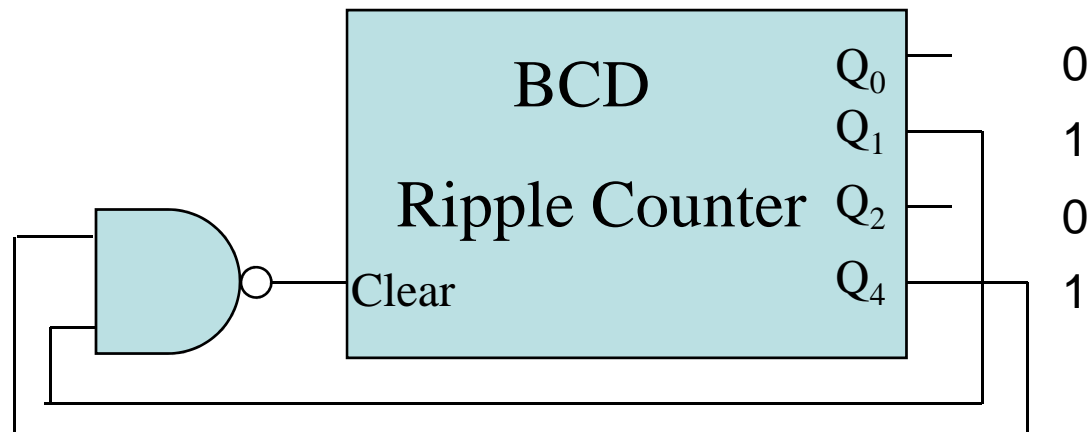 BCD
Ripple Counter
Clear
Q₀ 0
Q₁ 1
Q₂ 0
Q₄ 1